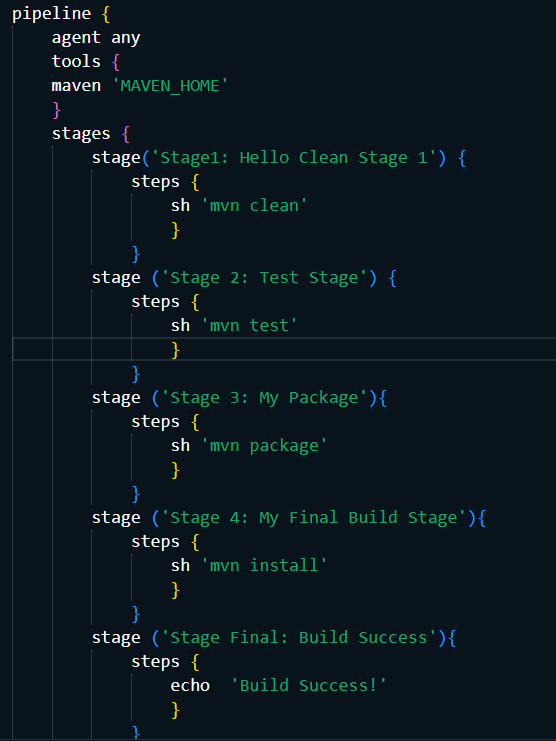 pipeline {
    agent any
    tools {
    maven 'MAVEN_HOME'
    }
    stages {
        stage('Stage1: Hello Clean Stage 1') {
            steps {
                sh 'mvn clean'
                }
            }
        stage ('Stage 2: Test Stage') {
            steps {
                sh 'mvn test'
                }
            }
        stage ('Stage 3: My Package'){
            steps {
                sh 'mvn package'
                }
            }
        stage ('Stage 4: My Final Build Stage'){
            steps {
                sh 'mvn install'
                }
            }
        stage ('Stage Final: Build Success'){
            steps {
                echo  'Build Success!'
                }
            }